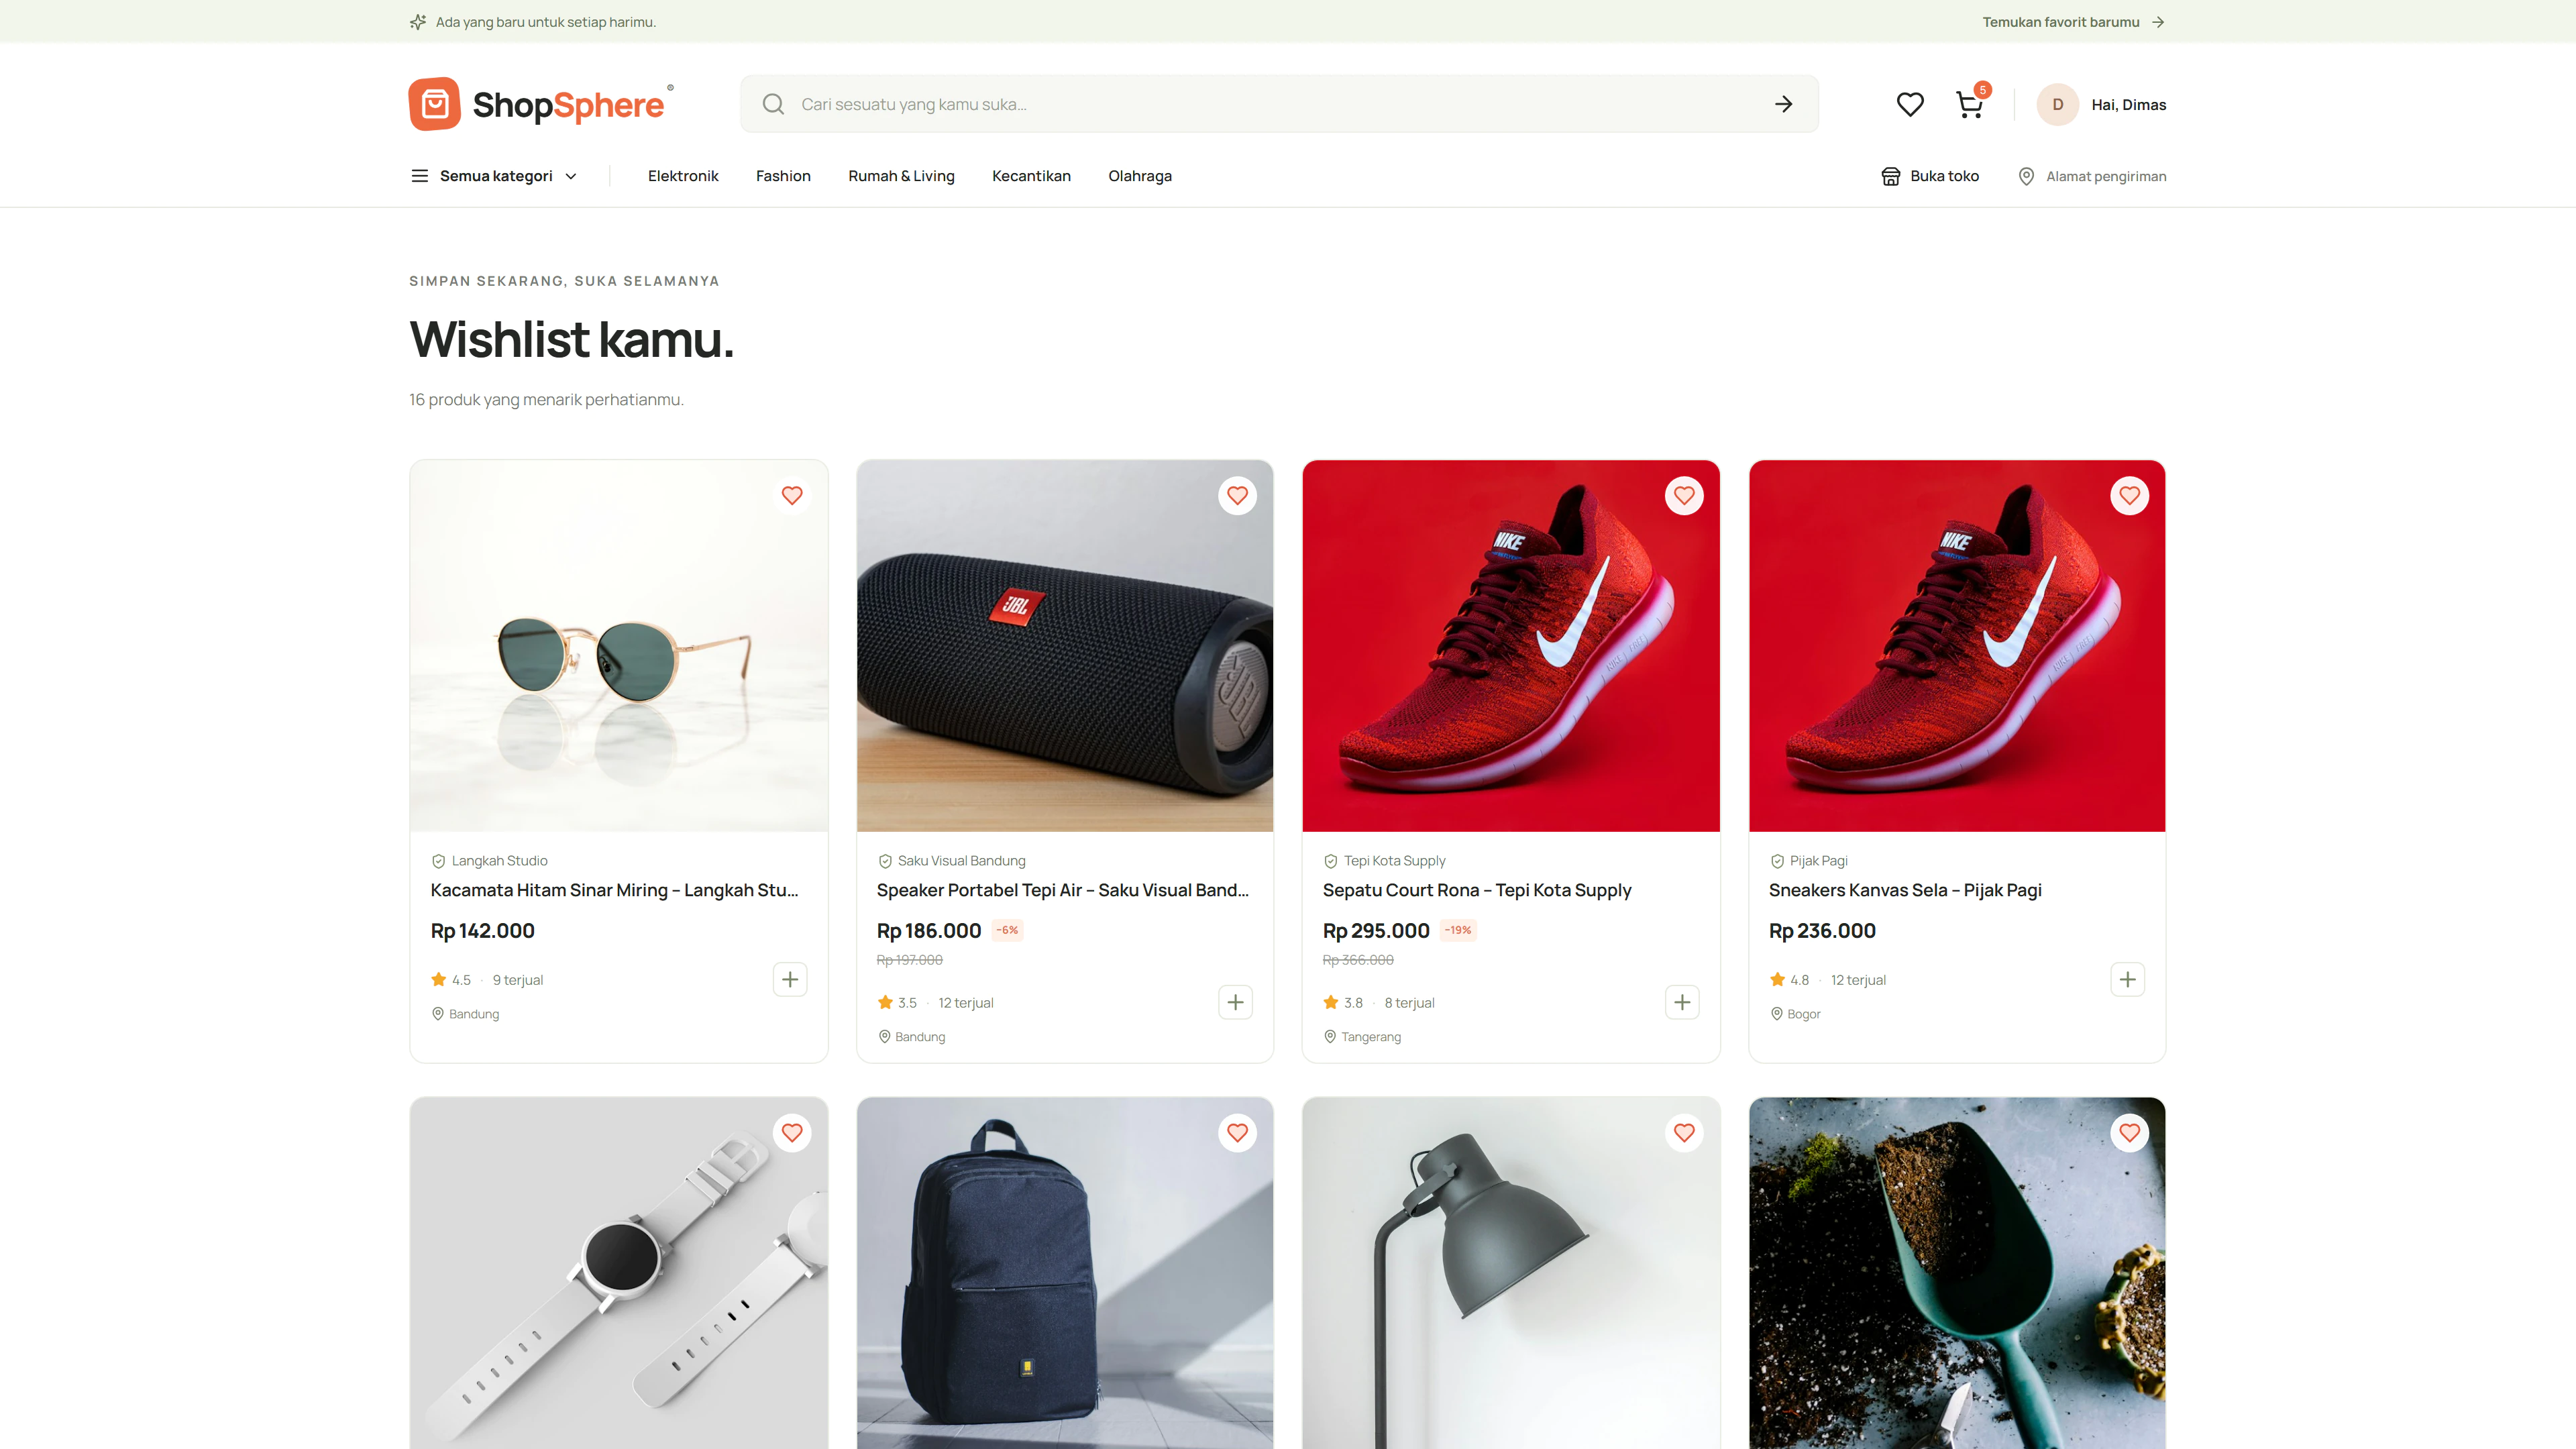 Ada yang baru untuk setiap harimu.
Temukan favorit barumu
ShopSphere
Cari sesuatu yang kamu suka...
5
D
Hai, Dimas
Semua kategori
Elektronik
Fashion
Rumah & Living
Kecantikan
Olahraga
Buka toko
Alamat pengiriman
SIMPAN SEKARANG, SUKA SELAMANYA
Wishlist kamu.
16 produk yang menarik perhatianmu.
JBL
JBL
NIKE
NIKE FREE
NIKE
NIKE FREE
Langkah Studio
Kacamata Hitam Sinar Miring – Langkah Stu...
Rp 142.000
4.5 · 9 terjual
Bandung
Saku Visual Bandung
Speaker Portabel Tepi Air – Saku Visual Band...
Rp 186.000 -6%
Rp 197.000
3.5 · 12 terjual
Bandung
Tepi Kota Supply
Sepatu Court Rona – Tepi Kota Supply
Rp 295.000 -19%
Rp 366.000
3.8 · 8 terjual
Tangerang
Pijak Pagi
Sneakers Kanvas Sela – Pijak Pagi
Rp 236.000
4.8 · 12 terjual
Bogor